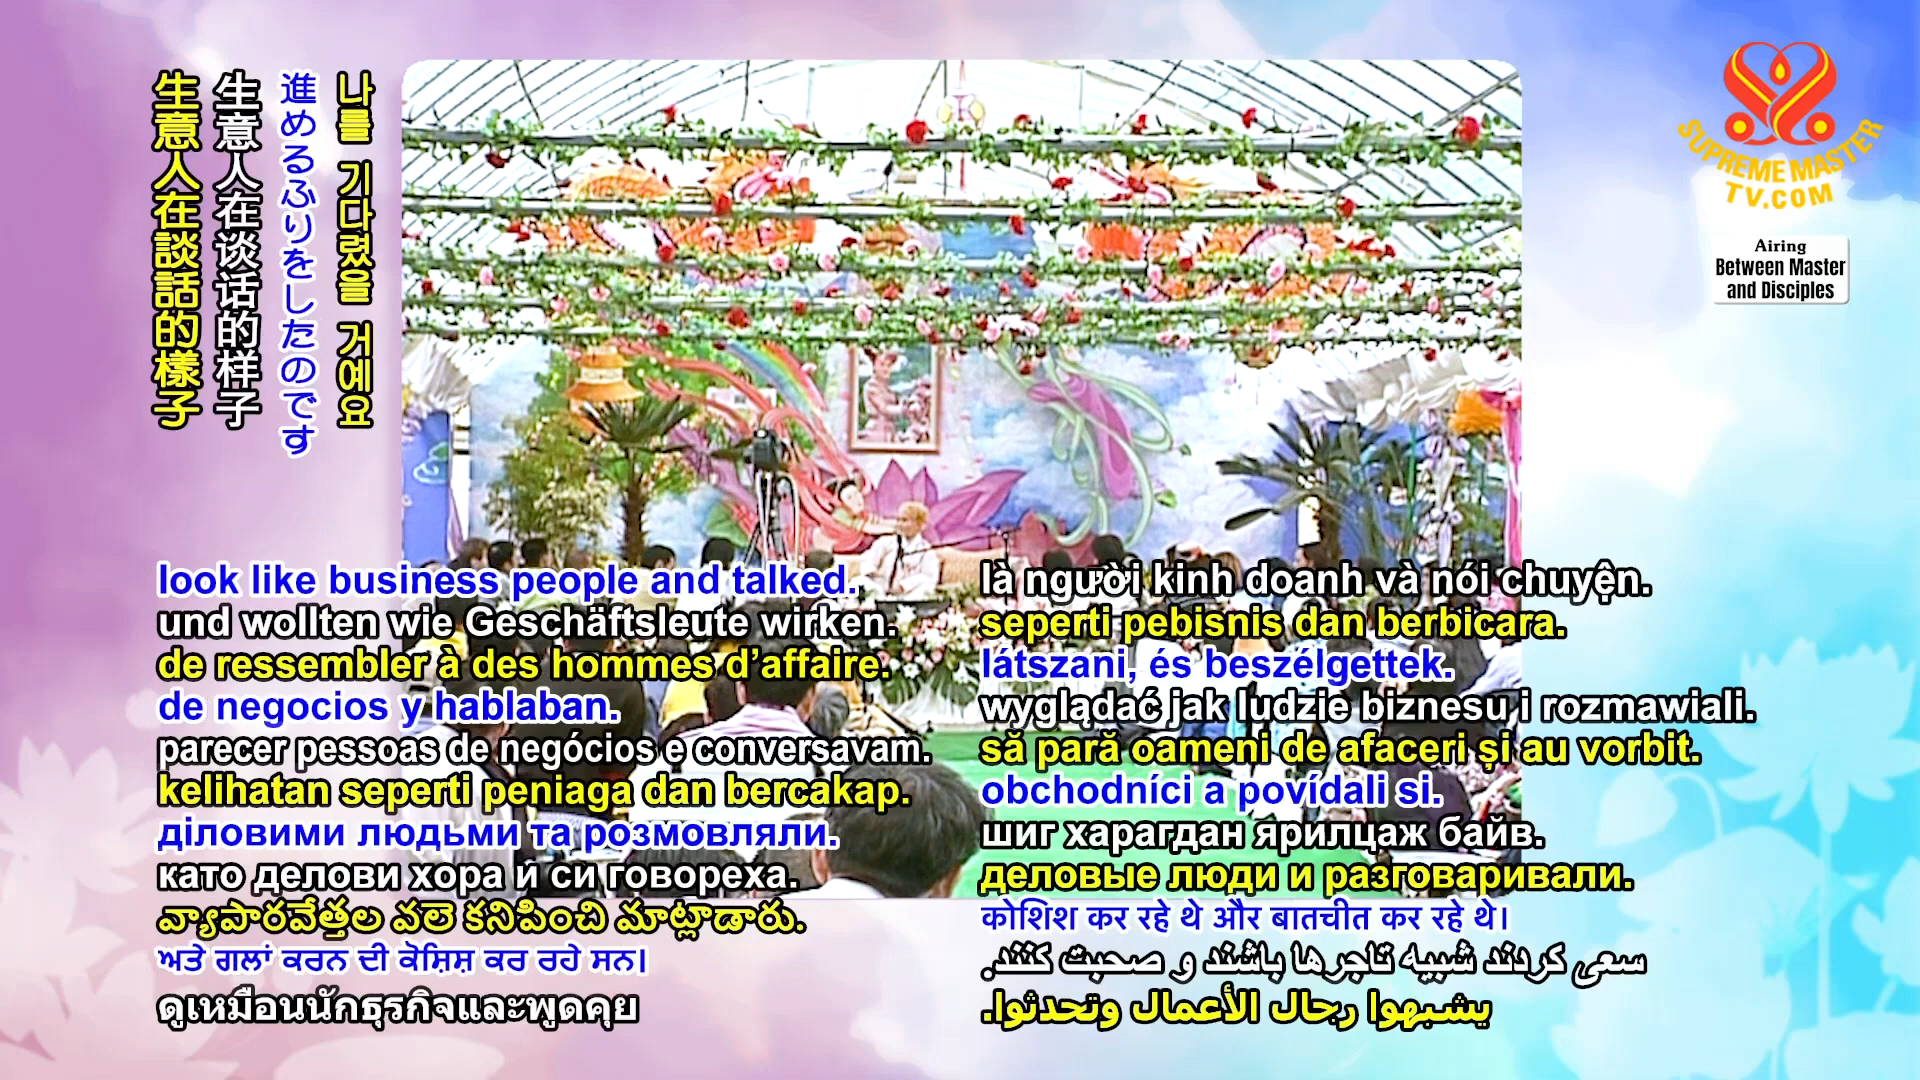 生意人在談話的樣子
生意人在谈话的样子
進めるふりをしたのです
나를 기다렸을 거예요
SUPREME MASTER
TV.COM
Airing
Between Master
and Disciples
look like business people and talked.
und wollten wie Geschäftsleute wirken.
de ressembler à des hommes d’affaire.
de negocios y hablaban.
parecer pessoas de negócios e conversavam.
kelihatan seperti peniaga dan bercakap.
діловими людьми та розмовляли.
като делови хора и си говореха.
వ్యాపారవేత్తల వలె కనిపించి మాట్లాడారు.
ਅਤੇ ਗਲਾਂ ਕਰਨ ਦੀ ਕੋਸ਼ਿਸ਼ ਕਰ ਰਹੇ ਸਨ।
ดูเหมือนนักธุรกิจและพูดคุย
là người kinh doanh và nói chuyện.
seperti pebisnis dan berbicara.
látszani, és beszélgettek.
wyglądać jak ludzie biznesu i rozmawiali.
să pară oameni de afaceri și au vorbit.
obchodníci a povídali si.
шиг харагдан ярилцаж байв.
деловые люди и разговаривали.
कोशिश कर रहे थे और बातचीत कर रहे थे।
سعی کردند شبیه تاجرها باشند و صحبت کنند.
يشبهوا رجال الأعمال وتحدثوا.